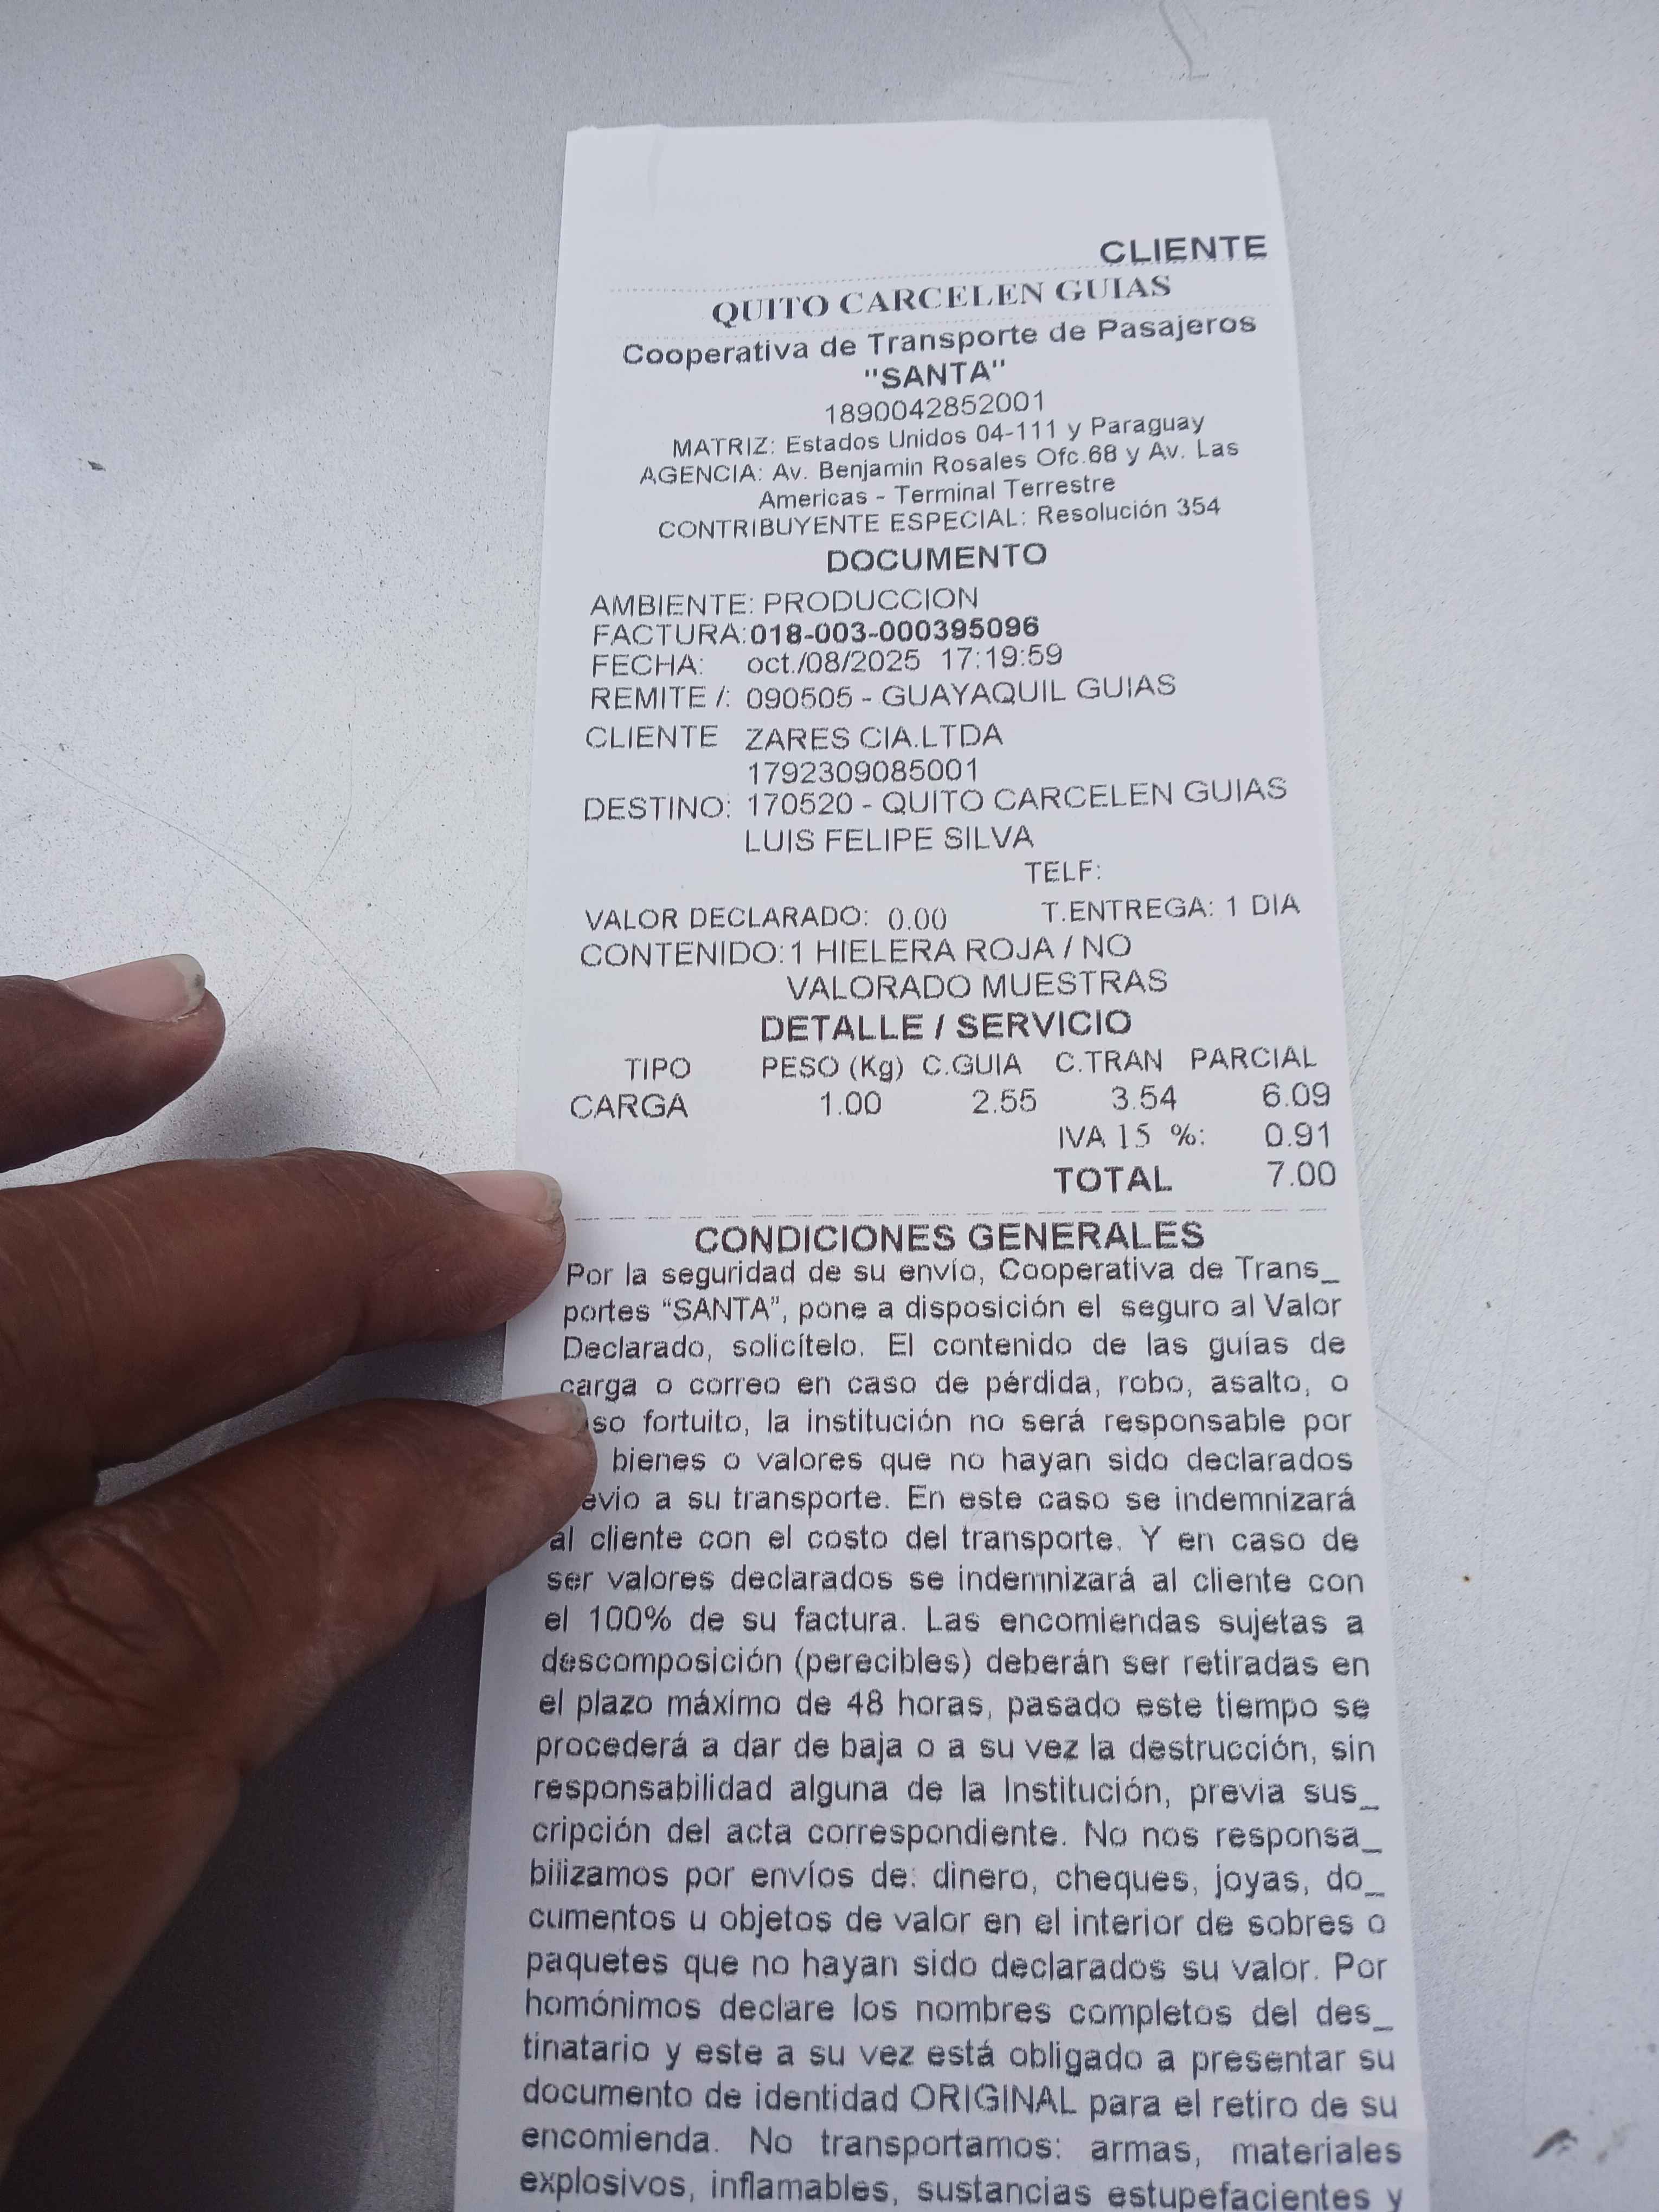 CLIENTE
QUITO CARCELEN GUIAS
Cooperativa de Transporte de Pasajeros
"SANTA"
1890042852001
MATRIZ: Estados Unidos 04-111 y Paraguay
AGENCIA: Av. Benjamin Rosales Ofc.68 y Av. Las
Americas - Terminal Terrestre
CONTRIBUYENTE ESPECIAL: Resolución 354
DOCUMENTO
AMBIENTE: PRODUCCION
FACTURA:018-003-000395096
FECHA: oct./08/2025 17:19:59
REMITE /: 090505 - GUAYAQUIL GUIAS
CLIENTE ZARES CIA.LTDA
1792309085001
DESTINO: 170520 - QUITO CARCELEN GUIAS
LUIS FELIPE SILVA
TELF:
VALOR DECLARADO: 0.00 T.ENTREGA: 1 DIA
CONTENIDO:1 HIELERA ROJA / NO
VALORADO MUESTRAS
DETALLE / SERVICIO
TIPO PESO (Kg) C.GUIA C.TRAN PARCIAL
CARGA 1.00 2.55 3.54 6.09
IVA 15 %: 0.91
TOTAL 7.00
CONDICIONES GENERALES
Por la seguridad de su envío, Cooperativa de Trans_
portes “SANTA”, pone a disposición el seguro al Valor
Declarado, solicítelo. El contenido de las guías de
carga o correo en caso de pérdida, robo, asalto, o
so fortuito, la institución no será responsable por
bienes o valores que no hayan sido declarados
evio a su transporte. En este caso se indemnizará
al cliente con el costo del transporte. Y en caso de
ser valores declarados se indemnizará al cliente con
el 100% de su factura. Las encomiendas sujetas a
descomposición (perecibles) deberán ser retiradas en
el plazo máximo de 48 horas, pasado este tiempo se
procederá a dar de baja o a su vez la destrucción, sin
responsabilidad alguna de la Institución, previa sus_
cripción del acta correspondiente. No nos responsa_
bilizamos por envíos de: dinero, cheques, joyas, do_
cumentos u objetos de valor en el interior de sobres o
paquetes que no hayan sido declarados su valor. Por
homónimos declare los nombres completos del des_
tinatario y este a su vez está obligado a presentar su
documento de identidad ORIGINAL para el retiro de su
encomienda. No transportamos: armas, materiales
explosivos, inflamables, sustancias estupefacientes y